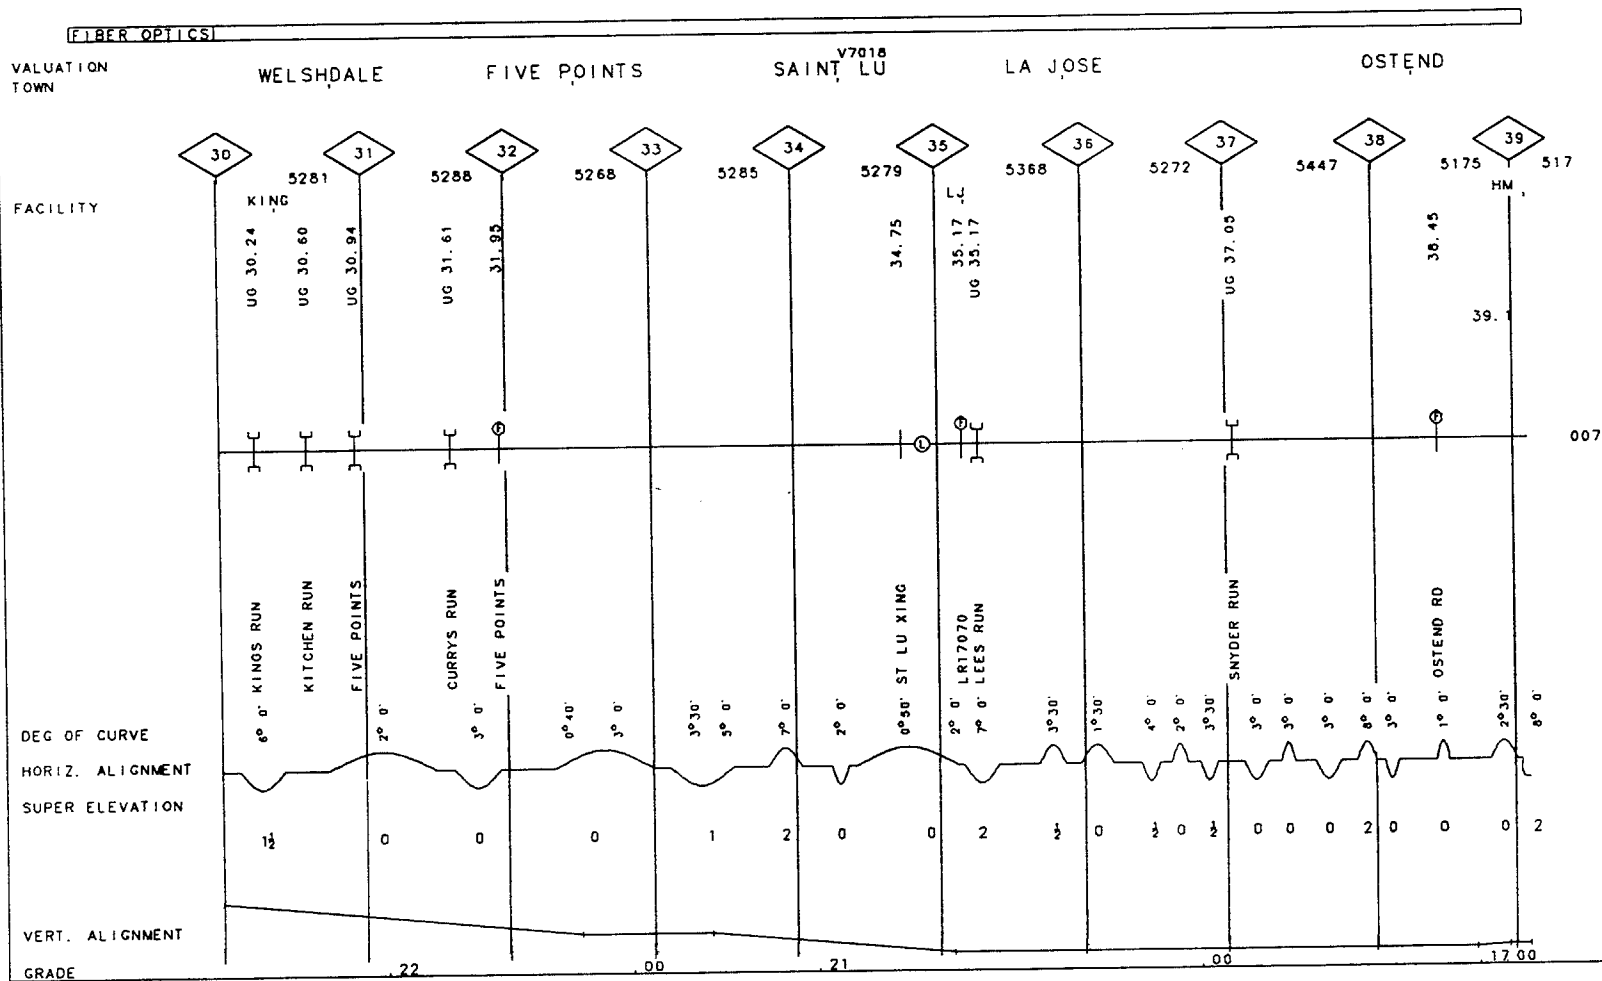 FIBER OPTICS
V7018
VALUATION
TOWN
WELSHDALE FIVE POINTS SAINT LU LA JOSE OSTEND
30 31 32 33 34 35 36 37 38 39
5281 5288 5268 5285 5279 5368 5272 5447 5175 517
FACILITY
KING LJ HM
UG 30.24
UG 30.60
UG 30.94
UG 31.61
31.95
34.75
35.17
UG 35.17
UG 37.05
38.45
39.1
F L F F
007
KINGS RUN
KITCHEN RUN
FIVE POINTS
CURRYS RUN
FIVE POINTS
ST LU XING
LR17070
LEES RUN
SNYDER RUN
OSTEND RD
DEG OF CURVE
6° 0' 2° 0' 3° 0' 0°40' 3° 0' 3°30' 5° 0' 7° 0' 2° 0' 0°50' 2° 0' 7° 0' 3°30' 1°30' 4° 0' 2° 0' 3°30' 3° 0' 3° 0' 3° 0' 8° 0' 3° 0' 1° 0' 2°30' 8° 0'
HORIZ. ALIGNMENT
SUPER ELEVATION
1½ 0 0 0 1 2 0 0 2 ½ 0 ½ 0 ½ 0 0 0 2 0 0 0 2
VERT. ALIGNMENT
GRADE .22 .00 .21 .00 .17.00